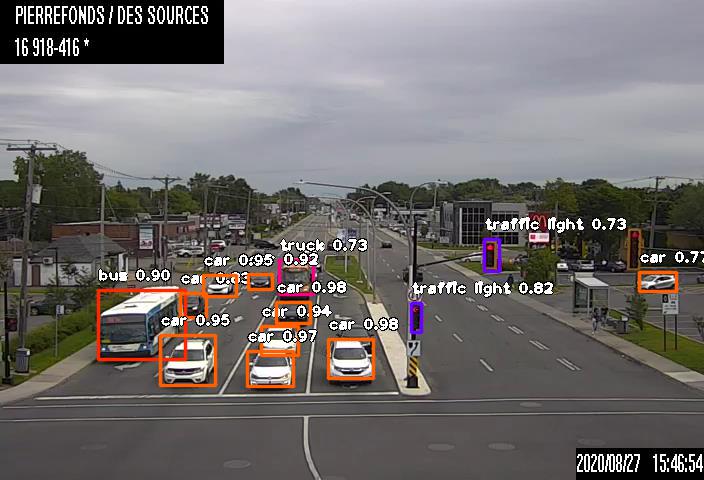 PIERREFONDS / DES SOURCES
16 918-416 *
traffic light 0.73
car 0.95
truck 0.73
0.92
car 0.77
bus 0.90
car 0.83
car 0.98
traffic light 0.82
car 0.94
car 0.95
car 0.98
car 0.97
2020/08/27 15:46:54